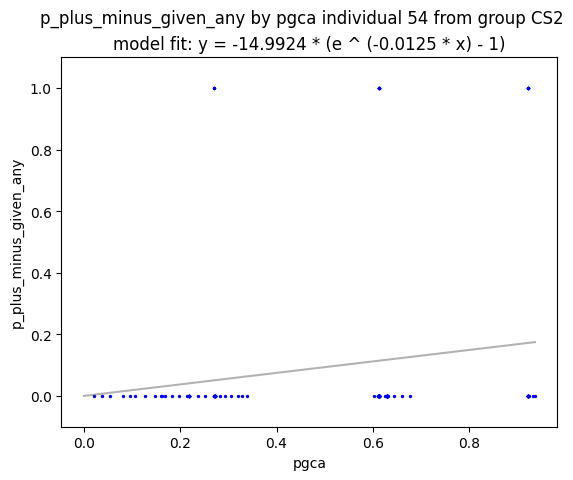 p_plus_minus_given_any by pgca individual 54 from group CS2
model fit: y = -14.9924 * (e ^ (-0.0125 * x) - 1)
1.0
0.8
0.6
0.4
0.2
0.0
p_plus_minus_given_any
0.0 0.2 0.4 0.6 0.8
pgca